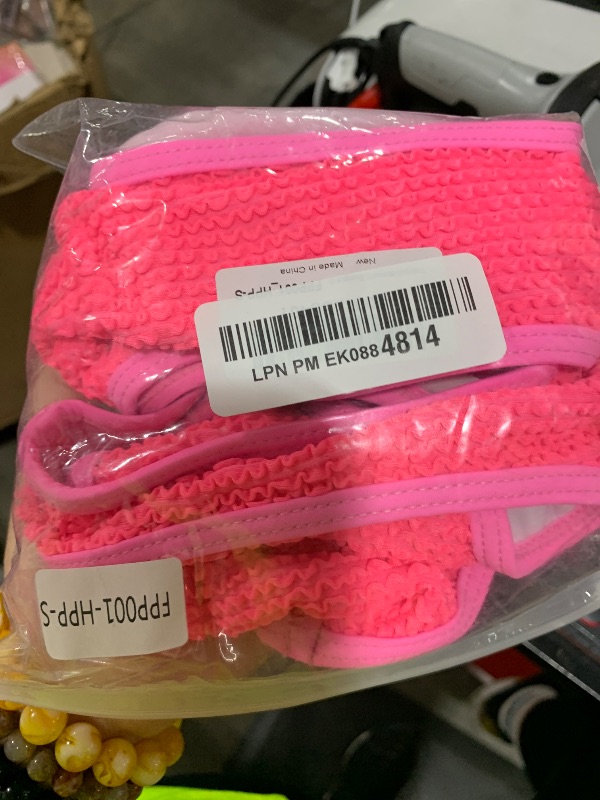 New
Made in China
LPN PM EK0884814
FPP001-HPP-S